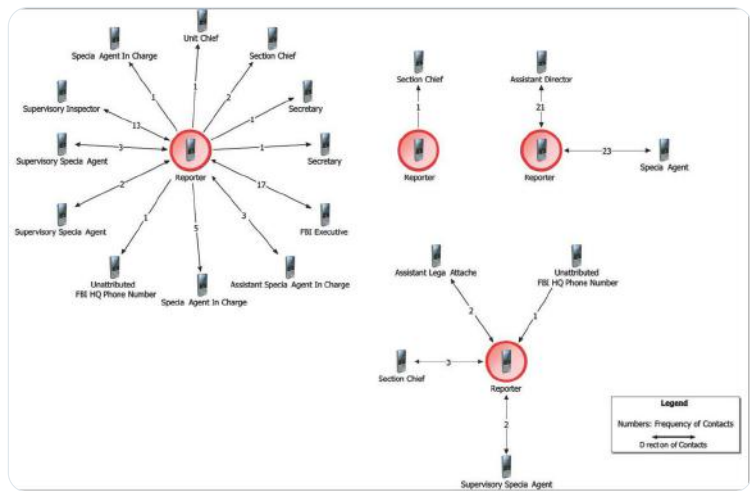 Unit Chief
Specia Agent In Charge
Section Chief
1
1
2
Supervisory Inspector
13
1
Secretary
Supervisory Specia Agent
3
1
Secretary
Reporter
2
17
Supervisory Specia Agent
1
5
3
FBI Executive
Unattributed
FBI HQ Phone Number
Specia Agent In Charge
Assistant Specia Agent In Charge
Section Chief
1
Reporter
Assistant Director
21
Reporter
23
Specia Agent
Assistant Lega Attache
Unattributed
FBI HQ Phone Number
2
1
Section Chief
3
Reporter
2
Supervisory Specia Agent
Legend
Numbers: Frequency of Contacts
D recton of Contacts